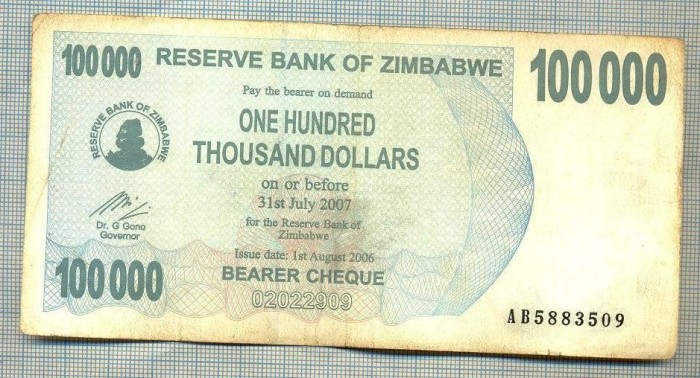 100 000 RESERVE BANK OF ZIMBABWE 100 000
Pay the bearer on demand
RESERVE BANK OF ZIMBABWE
ONE HUNDRED
THOUSAND DOLLARS
on or before
31st July 2007
for the Reserve Bank of
Zimbabwe
Dr. G Gono
Governor
Issue date: 1st August 2006
100 000 BEARER CHEQUE
02022909
AB5883509